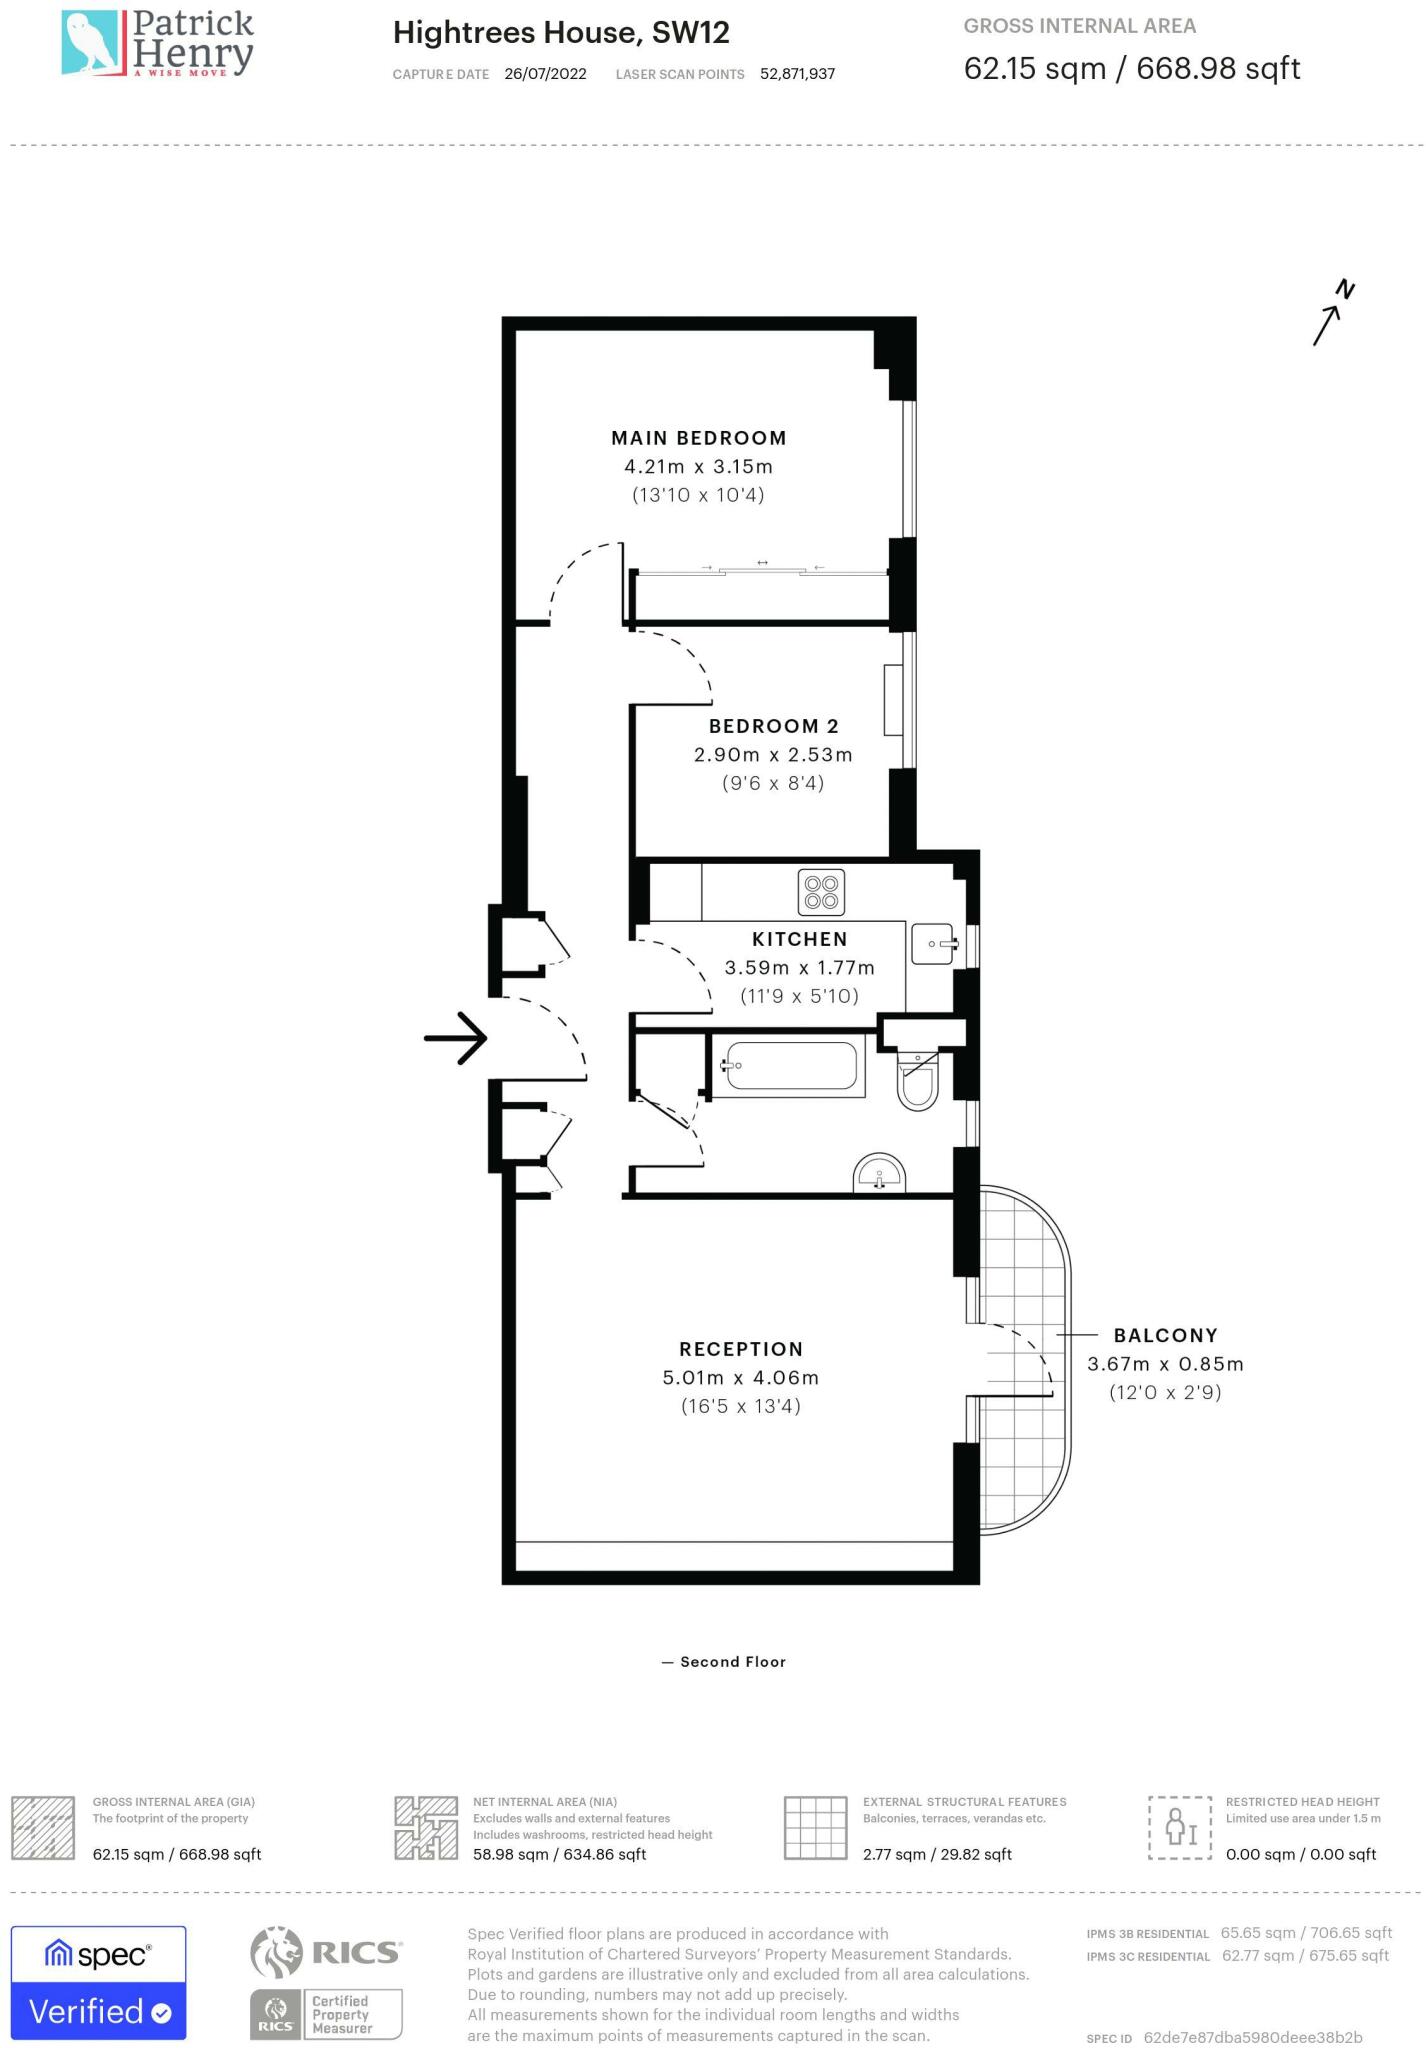 Patrick
Henry
A WISE MOVE
Hightrees House, SW12
CAPTURE DATE 26/07/2022 LASER SCAN POINTS 52,871,937
GROSS INTERNAL AREA
62.15 sqm / 668.98 sqft
N
MAIN BEDROOM
4.21m x 3.15m
(13'10 x 10'4)
BEDROOM 2
2.90m x 2.53m
(9'6 x 8'4)
KITCHEN
3.59m x 1.77m
(11'9 x 5'10)
RECEPTION
5.01m x 4.06m
(16'5 x 13'4)
BALCONY
3.67m x 0.85m
(12'0 x 2'9)
— Second Floor
GROSS INTERNAL AREA (GIA)
The footprint of the property
62.15 sqm / 668.98 sqft
NET INTERNAL AREA (NIA)
Excludes walls and external features
Includes washrooms, restricted head height
58.98 sqm / 634.86 sqft
EXTERNAL STRUCTURAL FEATURES
Balconies, terraces, verandas etc.
2.77 sqm / 29.82 sqft
RESTRICTED HEAD HEIGHT
Limited use area under 1.5 m
0.00 sqm / 0.00 sqft
spec®
Verified
RICS®
RICS®
Certified
Property
Measurer
Spec Verified floor plans are produced in accordance with
Royal Institution of Chartered Surveyors' Property Measurement Standards.
Plots and gardens are illustrative only and excluded from all area calculations.
Due to rounding, numbers may not add up precisely.
All measurements shown for the individual room lengths and widths
are the maximum points of measurements captured in the scan.
IPMS 3B RESIDENTIAL 65.65 sqm / 706.65 sqft
IPMS 3C RESIDENTIAL 62.77 sqm / 675.65 sqft
SPEC ID 62de7e87dba5980deee38b2b